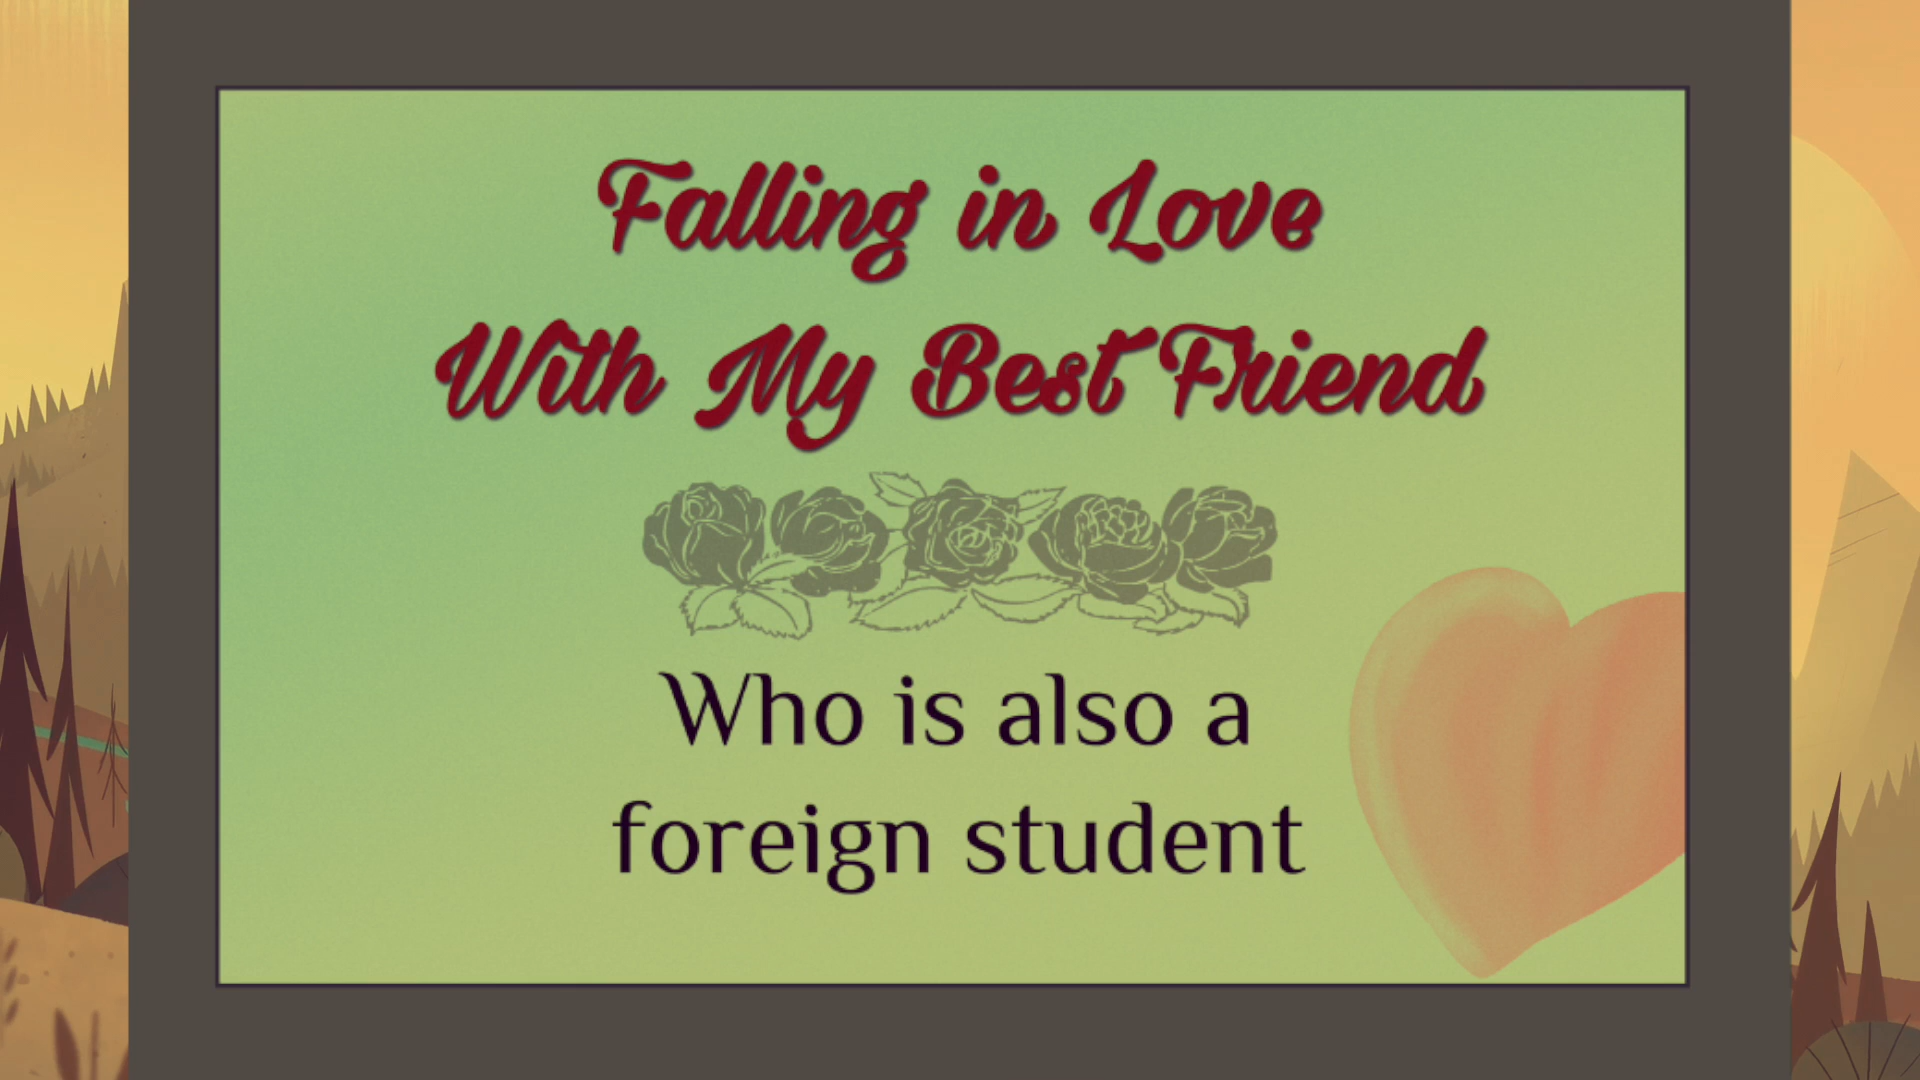 Falling in Love
With My Best Friend
Who is also a
foreign student